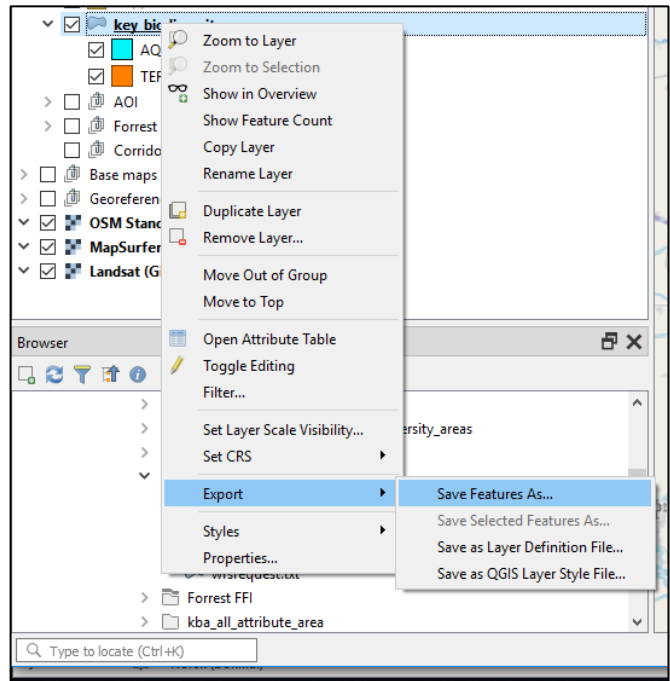 key_biodiversit
Zoom to Layer
AQ
Zoom to Selection
TER
Show in Overview
AOI
Show Feature Count
Forrest
Copy Layer
Corrido
Rename Layer
Base maps
Georeferen
Duplicate Layer
OSM Stand
Remove Layer...
MapSurfer
Landsat (G
Move Out of Group
Move to Top
Open Attribute Table
Browser
Toggle Editing
Filter...
Set Layer Scale Visibility...
ersity_areas
Set CRS
Export
Save Features As...
Save Selected Features As...
Styles
Save as Layer Definition File...
Properties...
Save as QGIS Layer Style File...
wrsrequest.txt
Forrest FFI
kba_all_attribute_area
Type to locate (Ctrl+K)